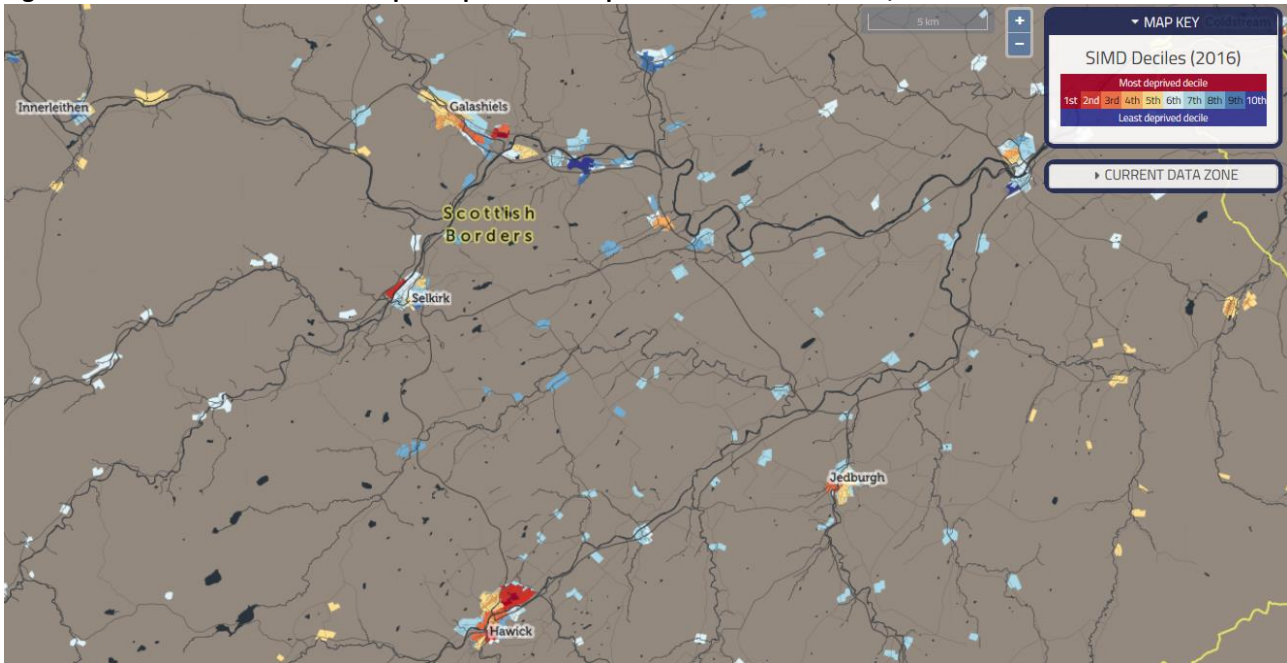 5 km
+
−
MAP KEY
Coldstream
SIMD Deciles (2016)
Most deprived decile
1st 2nd 3rd 4th 5th 6th 7th 8th 9th 10th
Least deprived decile
CURRENT DATA ZONE
Innerleithen
Galashiels
Scottish
Borders
Selkirk
Jedburgh
Hawick